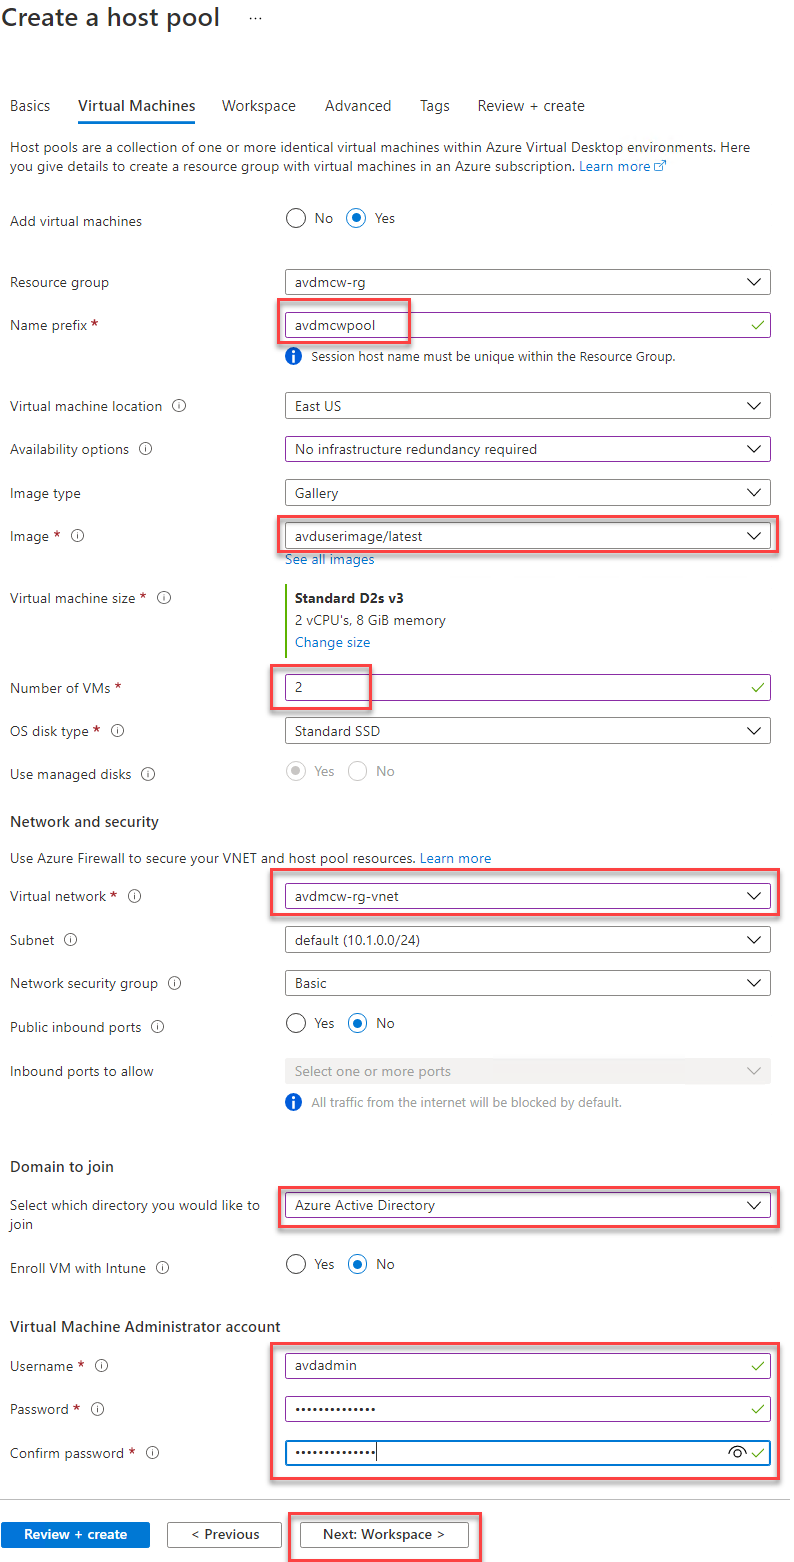 Create a host pool ...
Basics Virtual Machines Workspace Advanced Tags Review + create
Host pools are a collection of one or more identical virtual machines within Azure Virtual Desktop environments. Here
you give details to create a resource group with virtual machines in an Azure subscription. Learn more
Add virtual machines No Yes
Resource group avdmcw-rg
Name prefix * avdmcwpool
Session host name must be unique within the Resource Group.
Virtual machine location East US
Availability options No infrastructure redundancy required
Image type Gallery
Image * avduserimage/latest
See all images
Virtual machine size * Standard D2s v3
2 vCPU's, 8 GiB memory
Change size
Number of VMs * 2
OS disk type * Standard SSD
Use managed disks Yes No
Network and security
Use Azure Firewall to secure your VNET and host pool resources. Learn more
Virtual network * avdmcw-rg-vnet
Subnet default (10.1.0.0/24)
Network security group Basic
Public inbound ports Yes No
Inbound ports to allow Select one or more ports
All traffic from the internet will be blocked by default.
Domain to join
Select which directory you would like to
join
Azure Active Directory
Enroll VM with Intune Yes No
Virtual Machine Administrator account
Username * avdadmin
Password * ••••••••••••••
Confirm password * ••••••••••••••
Review + create < Previous Next: Workspace >